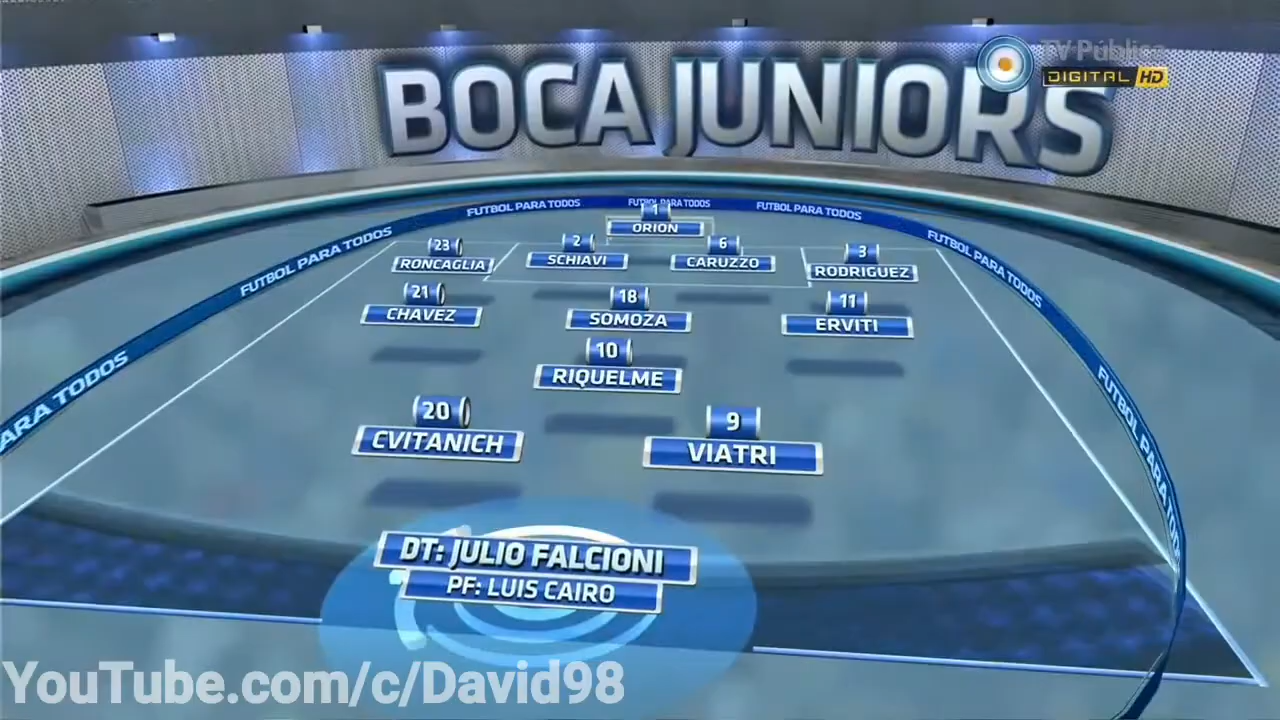 TV Pública
DIGITAL HD
BOCA JUNIORS
FUTBOL PARA TODOS
FUTBOL PARA TODOS
FUTBOL PARA TODOS
FUTBOL PARA TODOS
FUTBOL PARA TODOS
FUTBOL PARA TODOS
ARA TODOS
1
ORION
23
RONCAGLIA
2
SCHIAVI
6
CARUZZO
3
RODRIGUEZ
21
CHAVEZ
18
SOMOZA
11
ERVITI
10
RIQUELME
20
CVITANICH
9
VIATRI
DT: JULIO FALCIONI
PF: LUIS CAIRO
YouTube.com/c/David98